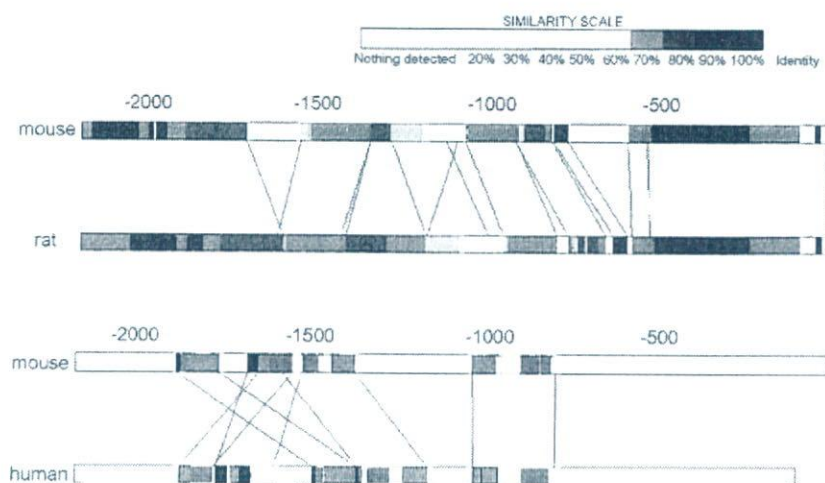 SIMILARITY SCALE
Nothing detected 20% 30% 40% 50% 60% 70% 80% 90% 100% Identity
-2000 -1500 -1000 -500
mouse
rat
-2000 -1500 -1000 -500
mouse
human